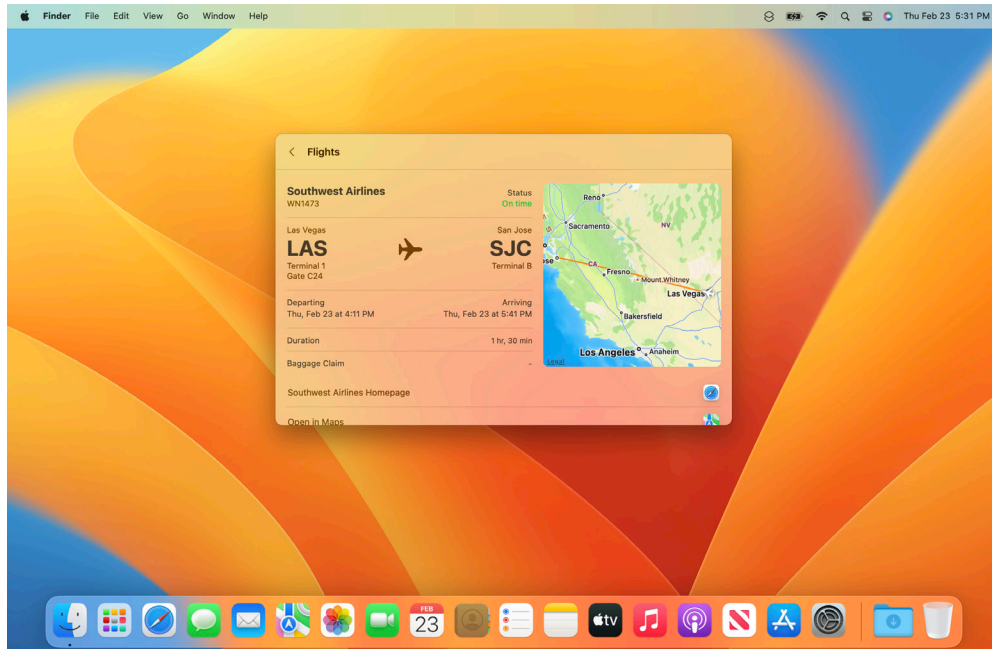 Finder File Edit View Go Window Help Thu Feb 23 5:31 PM
Flights
Southwest Airlines
WN1473
Status
On time
Las Vegas
LAS
Terminal 1
Gate C24
San Jose
SJC
Terminal B
Departing
Thu, Feb 23 at 4:11 PM
Arriving
Thu, Feb 23 at 5:41 PM
Duration 1 hr, 30 min
Baggage Claim -
Southwest Airlines Homepage
Open in Maps
Reno
Sacramento
NV
ose
CA
Fresno
Mount Whitney
Las Vegas
Bakersfield
Los Angeles
Anaheim
Legal
FEB
23
tv